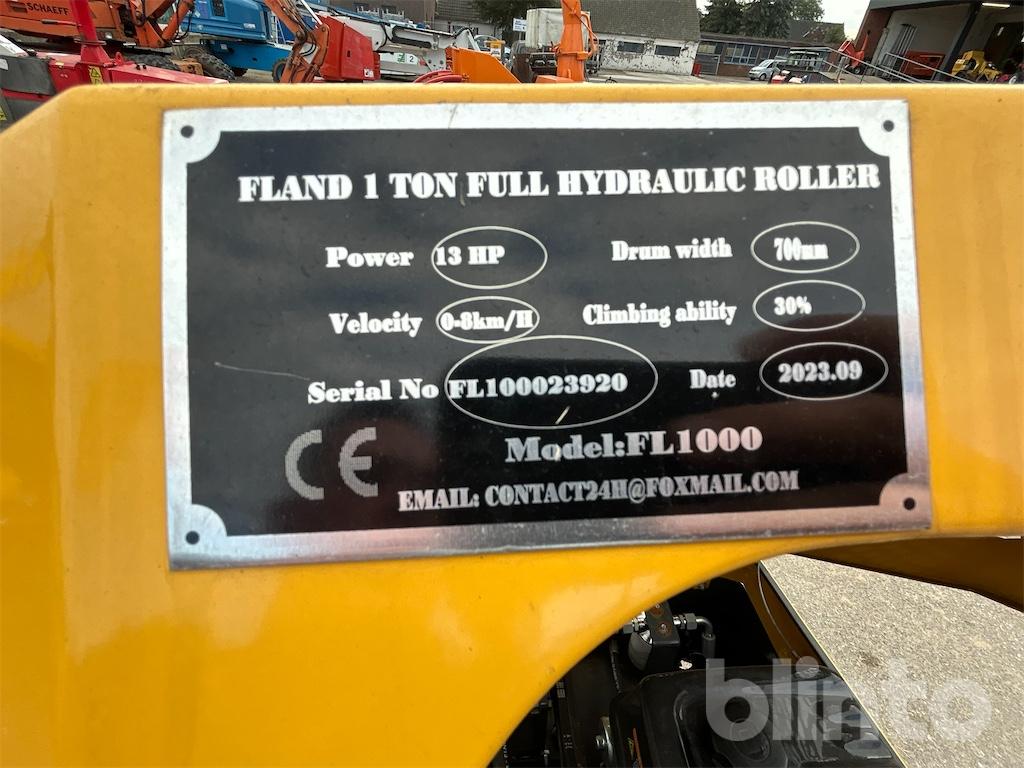 SCHAEFF
FLAND 1 TON FULL HYDRAULIC ROLLER
Power 13 HP Drum width 700mm
Velocity 0-8km/H Climbing ability 30%
Serial No FL100023920 Date 2023.09
CE Model:FL1000
EMAIL: CONTACT24H@FOXMAIL.COM
blinto